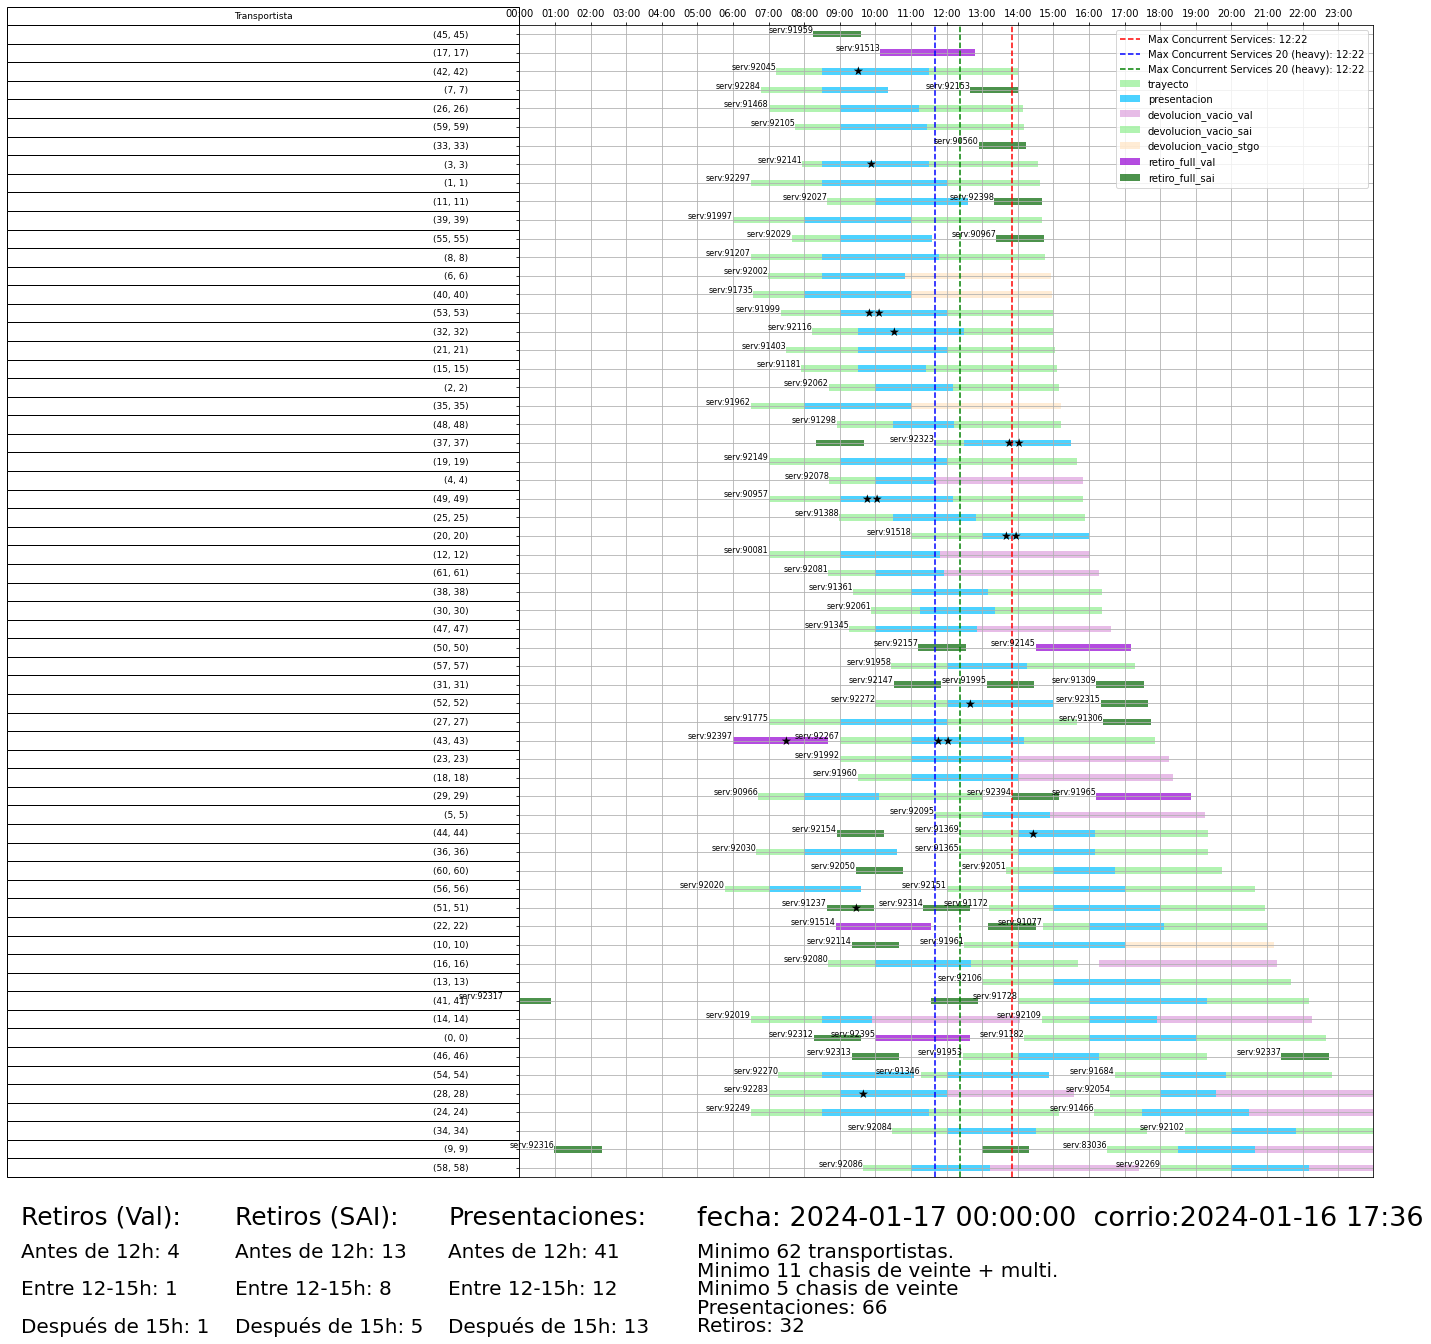 Transportista
00:00 01:00 02:00 03:00 04:00 05:00 06:00 07:00 08:00 09:00 10:00 11:00 12:00 13:00 14:00 15:00 16:00 17:00 18:00 19:00 20:00 21:00 22:00 23:00
Max Concurrent Services: 12:22
Max Concurrent Services 20 (heavy): 12:22
Max Concurrent Services 20 (heavy): 12:22
trayecto
presentacion
devolucion_vacio_val
devolucion_vacio_sai
devolucion_vacio_stgo
retiro_full_val
retiro_full_sai
(45, 45) serv:91959
(17, 17) serv:91513
(42, 42) serv:92045
(7, 7) serv:92284 serv:92153
(26, 26) serv:91468
(59, 59) serv:92105
(33, 33) serv:90560
(3, 3) serv:92141
(1, 1) serv:92297
(11, 11) serv:92027 serv:92398
(39, 39) serv:91997
(55, 55) serv:92029 serv:90967
(8, 8) serv:91207
(6, 6) serv:92002
(40, 40) serv:91735
(53, 53) serv:91999
(32, 32) serv:92116
(21, 21) serv:91403
(15, 15) serv:91181
(2, 2) serv:92062
(35, 35) serv:91962
(48, 48) serv:91298
(37, 37) serv:92323
(19, 19) serv:92149
(4, 4) serv:92078
(49, 49) serv:90957
(25, 25) serv:91388
(20, 20) serv:91518
(12, 12) serv:90081
(61, 61) serv:92081
(38, 38) serv:91361
(30, 30) serv:92061
(47, 47) serv:91345
(50, 50) serv:92157 serv:92145
(57, 57) serv:91958
(31, 31) serv:92147 serv:91995 serv:91309
(52, 52) serv:92272 serv:92315
(27, 27) serv:91775 serv:91306
(43, 43) serv:92397 serv:92267
(23, 23) serv:91992
(18, 18) serv:91960
(29, 29) serv:90966 serv:92394 serv:91965
(5, 5) serv:92095
(44, 44) serv:92154 serv:91369
(36, 36) serv:92030 serv:91365
(60, 60) serv:92050 serv:92051
(56, 56) serv:92020 serv:92151
(51, 51) serv:91237 serv:92314 serv:91172
(22, 22) serv:91514 serv:91077
(10, 10) serv:92114 serv:91961
(16, 16) serv:92080
(13, 13) serv:92106
(41, 41) serv:92317 serv:91728
(14, 14) serv:92019 serv:92109
(0, 0) serv:92312 serv:92395 serv:91182
(46, 46) serv:92313 serv:91953 serv:92337
(54, 54) serv:92270 serv:91346 serv:91684
(28, 28) serv:92283 serv:92054
(24, 24) serv:92249 serv:91466
(34, 34) serv:92084 serv:92102
(9, 9) serv:92316 serv:83036
(58, 58) serv:92086 serv:92269
Retiros (Val):
Antes de 12h: 4
Entre 12-15h: 1
Después de 15h: 1
Retiros (SAI):
Antes de 12h: 13
Entre 12-15h: 8
Después de 15h: 5
Presentaciones:
Antes de 12h: 41
Entre 12-15h: 12
Después de 15h: 13
fecha: 2024-01-17 00:00:00  corrio:2024-01-16 17:36
Minimo 62 transportistas.
Minimo 11 chasis de veinte + multi.
Minimo 5 chasis de veinte
Presentaciones: 66
Retiros: 32